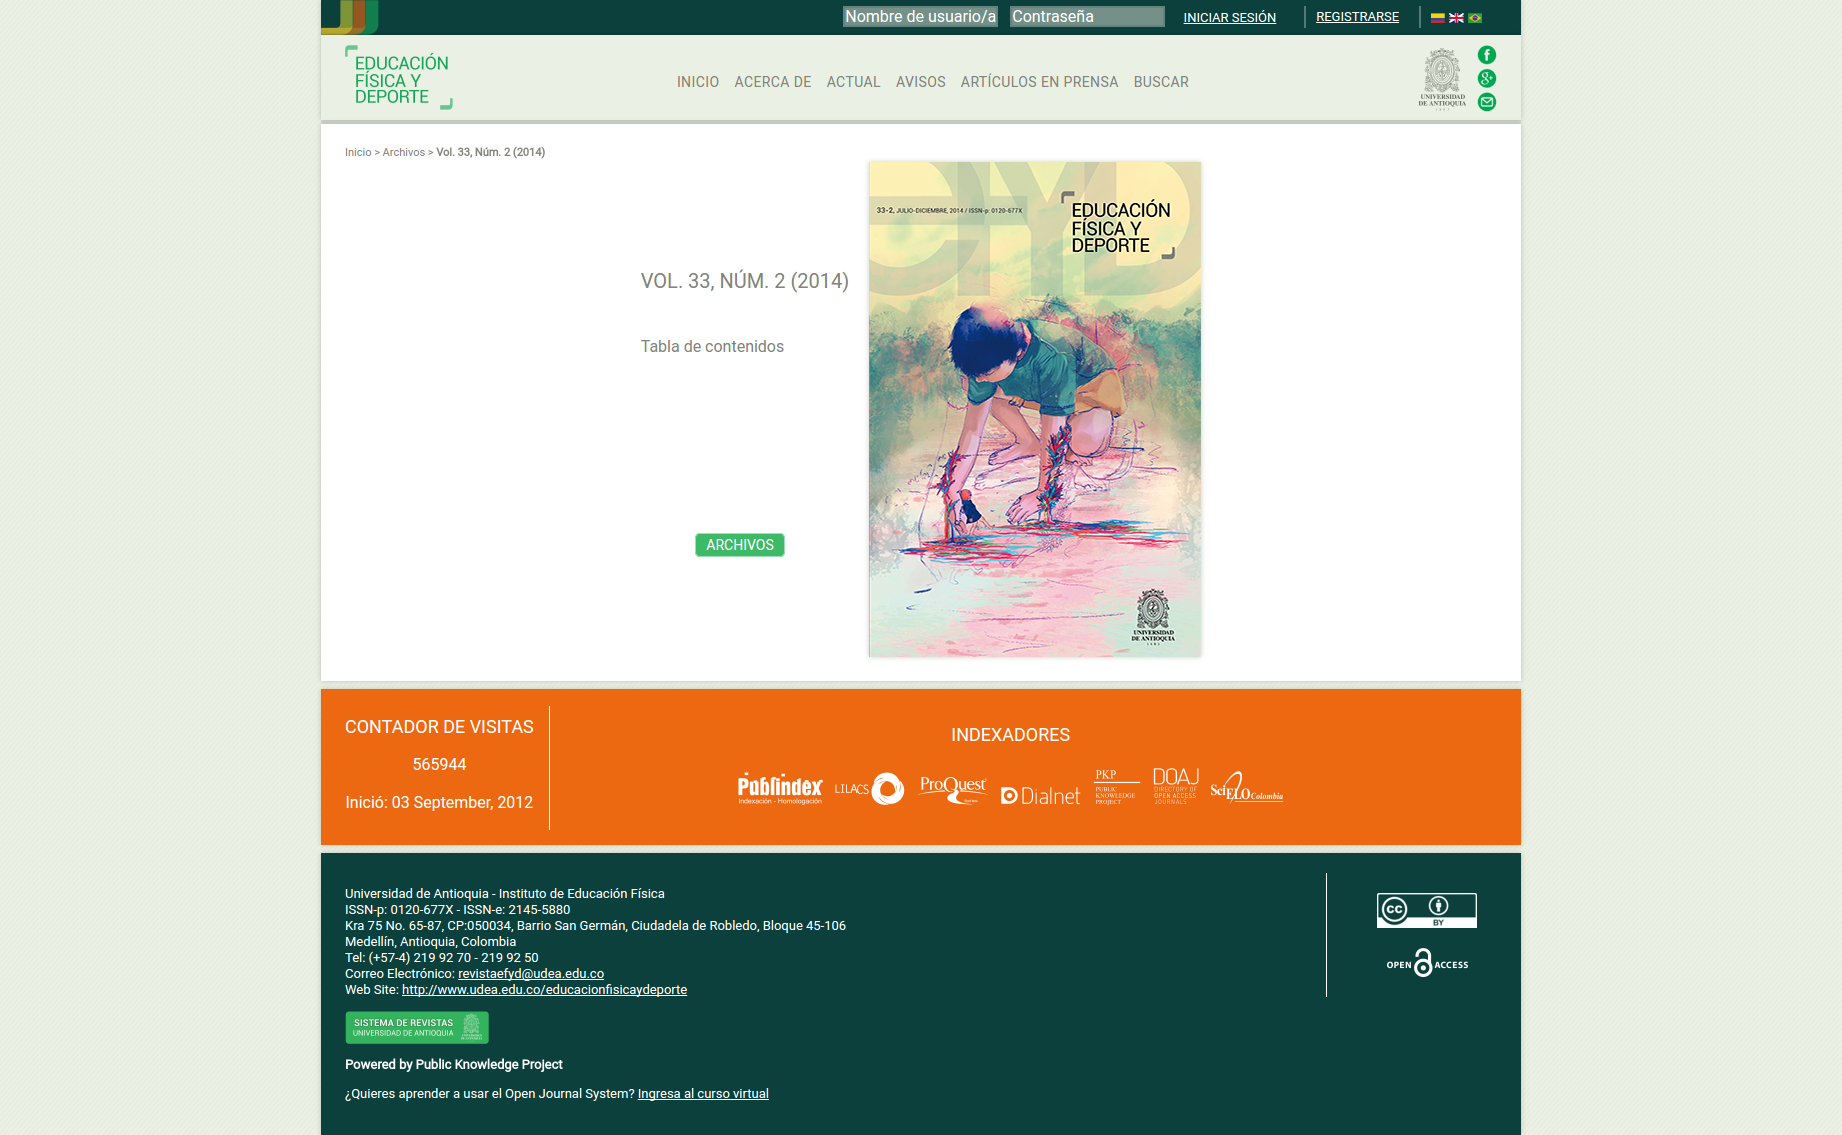 Nombre de usuario/a Contraseña INICIAR SESIÓN REGISTRARSE
EDUCACIÓN
FÍSICA Y
DEPORTE
INICIO ACERCA DE ACTUAL AVISOS ARTÍCULOS EN PRENSA BUSCAR
UNIVERSIDAD
DE ANTIOQUIA
1803
Inicio > Archivos > Vol. 33, Núm. 2 (2014)
VOL. 33, NÚM. 2 (2014)
Tabla de contenidos
ARCHIVOS
EYD
33-2, JULIO-DICIEMBRE, 2014 / ISSN-p: 0120-677X
EDUCACIÓN
FÍSICA Y
DEPORTE
UNIVERSIDAD
DE ANTIOQUIA
1803
CONTADOR DE VISITAS
565944
Inició: 03 September, 2012
INDEXADORES
Publindex
Indexación - Homologación
LILACS
ProQuest
Dialnet
PKP
PUBLIC
KNOWLEDGE
PROJECT
DOAJ
DIRECTORY OF
OPEN ACCESS
JOURNALS
SciELO Colombia
Universidad de Antioquia - Instituto de Educación Física
ISSN-p: 0120-677X - ISSN-e: 2145-5880
Kra 75 No. 65-87, CP:050034, Barrio San Germán, Ciudadela de Robledo, Bloque 45-106
Medellín, Antioquia, Colombia
Tel: (+57-4) 219 92 70 - 219 92 50
Correo Electrónico: revistaefyd@udea.edu.co
Web Site: http://www.udea.edu.co/educacionfisicaydeporte
SISTEMA DE REVISTAS
UNIVERSIDAD DE ANTIOQUIA
Powered by Public Knowledge Project
¿Quieres aprender a usar el Open Journal System? Ingresa al curso virtual
cc
BY
OPEN ACCESS